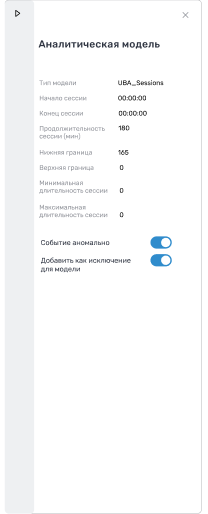 Аналитическая модель
Тип модели UBA_Sessions
Начало сессии 00:00:00
Конец сессии 00:00:00
Продолжительность 180
сессии (мин)
Нижняя граница 165
Верхняя граница 0
Минимальная
длительность сессии 0
Максимальная
длительность сессии 0
Событие аномально
Добавить как исключение
для модели